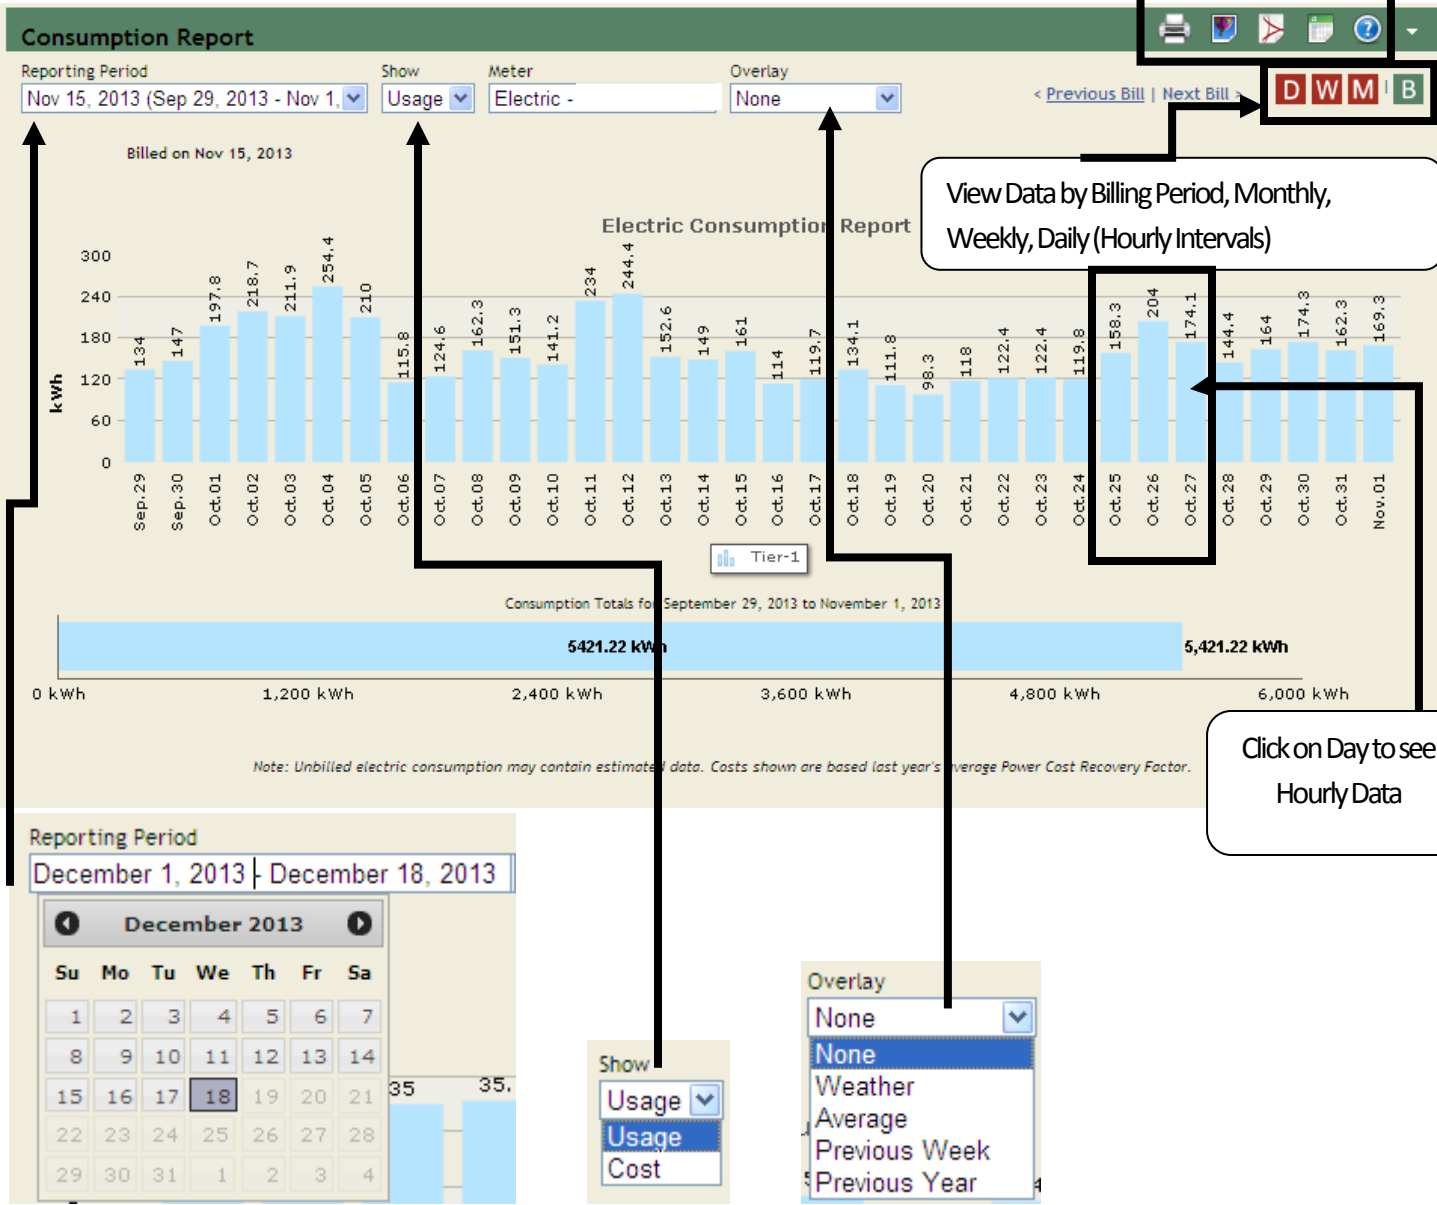 Consumption Report
Reporting Period Show Meter Overlay
Nov 15, 2013 (Sep 29, 2013 - Nov 1, Usage Electric - None < Previous Bill | Next Bill > D W M | B
Billed on Nov 15, 2013
View Data by Billing Period, Monthly,
Weekly, Daily (Hourly Intervals)
Electric Consumption Report
kWh
300
240
180
120
60
0
134
147
197.8
218.7
211.9
254.4
210
115.8
124.6
162.3
151.3
141.2
234
244.4
152.6
149
161
114
119.7
134.1
111.8
98.3
118
122.4
122.4
119.8
158.3
204
174.1
144.4
164
174.3
162.3
169.3
Sep.29
Sep.30
Oct.01
Oct.02
Oct.03
Oct.04
Oct.05
Oct.06
Oct.07
Oct.08
Oct.09
Oct.10
Oct.11
Oct.12
Oct.13
Oct.14
Oct.15
Oct.16
Oct.17
Oct.18
Oct.19
Oct.20
Oct.21
Oct.22
Oct.23
Oct.24
Oct.25
Oct.26
Oct.27
Oct.28
Oct.29
Oct.30
Oct.31
Nov.01
Tier-1
Consumption Totals for September 29, 2013 to November 1, 2013
5421.22 kWh 5,421.22 kWh
0 kWh 1,200 kWh 2,400 kWh 3,600 kWh 4,800 kWh 6,000 kWh
Click on Day to see
Hourly Data
Note: Unbilled electric consumption may contain estimated data. Costs shown are based last year's average Power Cost Recovery Factor.
Reporting Period
December 1, 2013 - December 18, 2013
December 2013
Su Mo Tu We Th Fr Sa
1 2 3 4 5 6 7
8 9 10 11 12 13 14
15 16 17 18 19 20 21
22 23 24 25 26 27 28
29 30 31 1 2 3 4
35 35.
Show
Usage
Usage
Cost
Overlay
None
None
Weather
Average
Previous Week
Previous Year